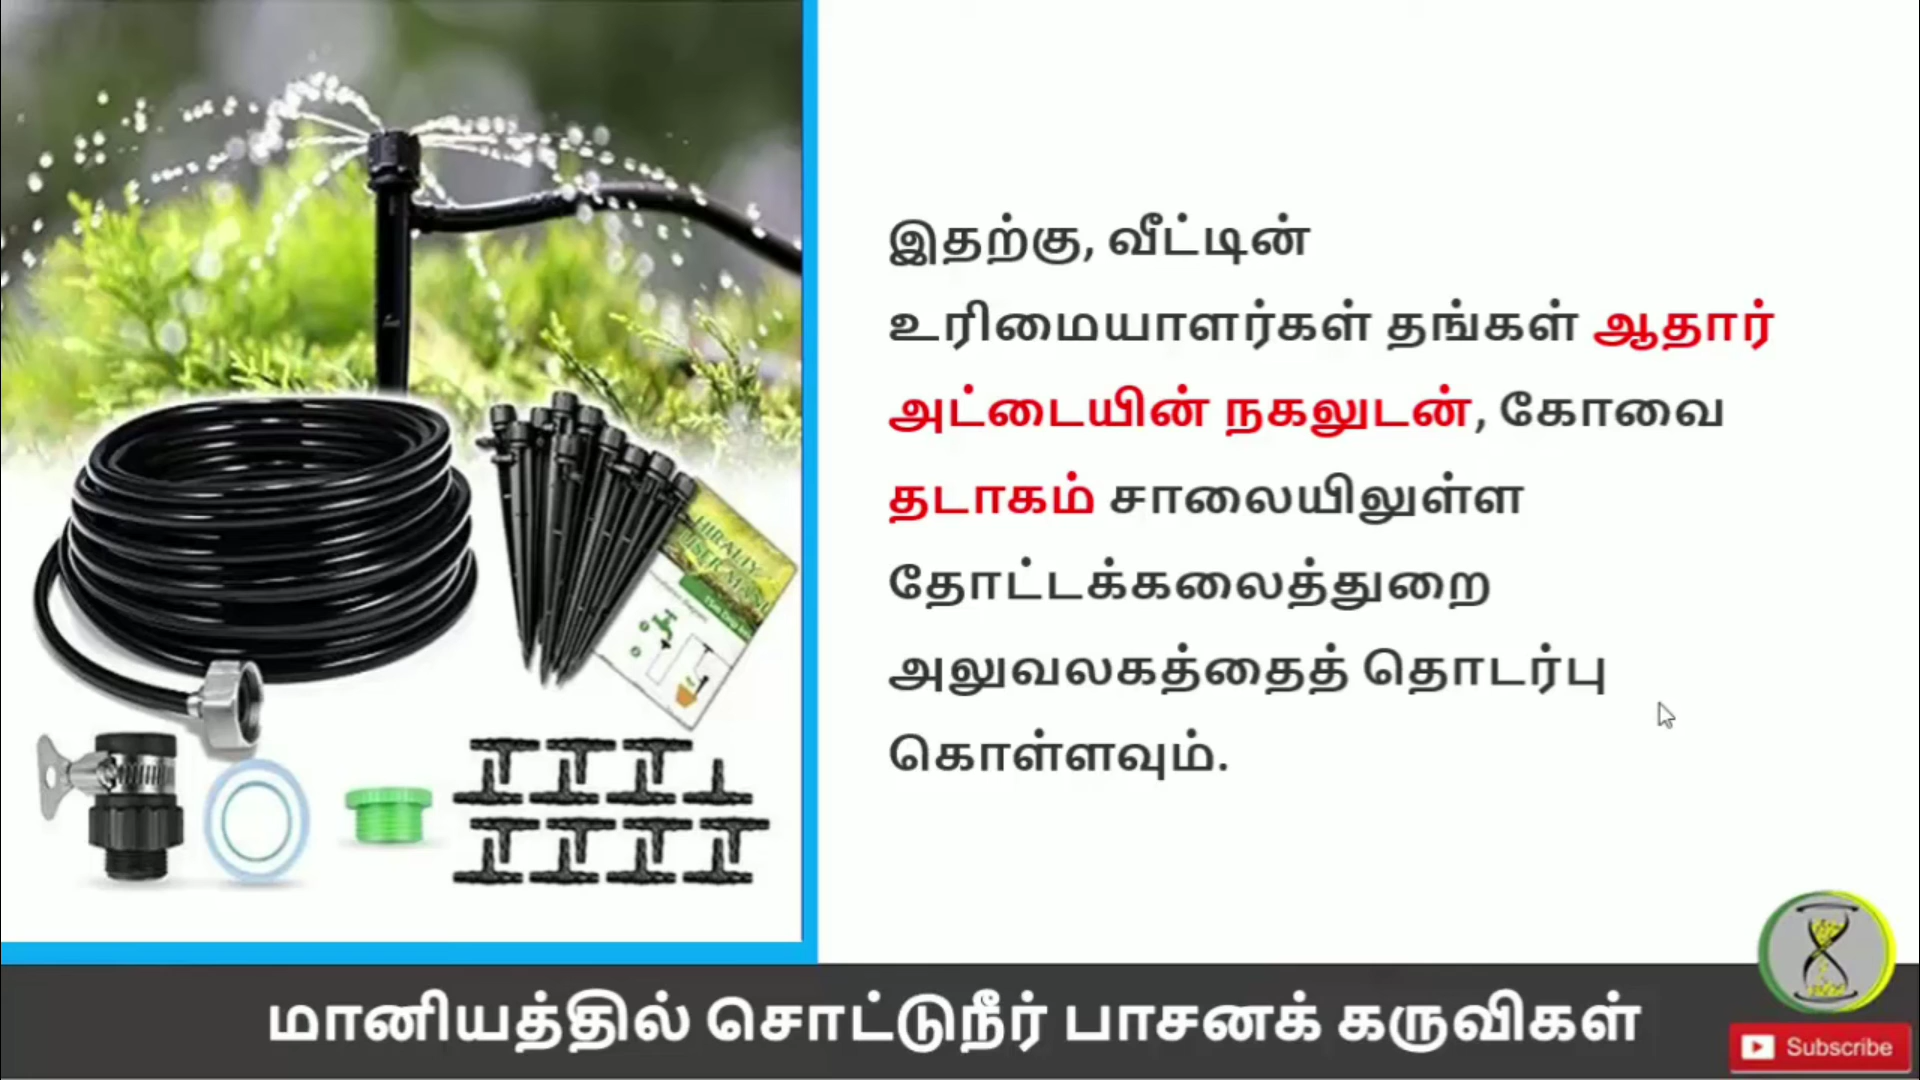 இதற்கு, வீட்டின்
உரிமையாளர்கள் தங்கள் ஆதார்
அட்டையின் நகலுடன், கோவை
தடாகம் சாலையிலுள்ள
தோட்டக்கலைத்துறை
அலுவலகத்தைத் தொடர்பு
கொள்ளவும்.
மானியத்தில் சொட்டுநீர் பாசனக் கருவிகள்
Subscribe